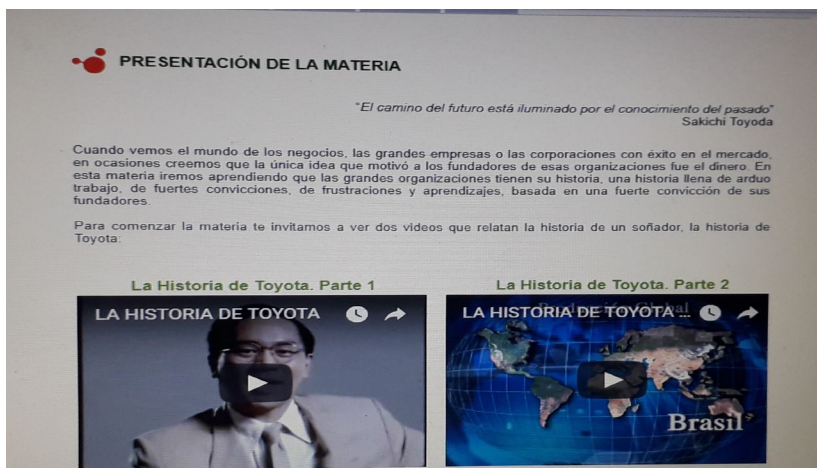 PRESENTACIÓN DE LA MATERIA
"El camino del futuro está iluminado por el conocimiento del pasado"
Sakichi Toyoda
Cuando vemos el mundo de los negocios, las grandes empresas o las corporaciones con éxito en el mercado,
en ocasiones creemos que la única idea que motivó a los fundadores de esas organizaciones fue el dinero. En
esta materia iremos aprendiendo que las grandes organizaciones tienen su historia, una historia llena de arduo
trabajo, de fuertes convicciones, de frustraciones y aprendizajes, basada en una fuerte convicción de sus
fundadores.
Para comenzar la materia te invitamos a ver dos videos que relatan la historia de un soñador, la historia de
Toyota:
La Historia de Toyota. Parte 1
La Historia de Toyota. Parte 2
LA HISTORIA DE TOYOTA
LA HISTORIA DE TOYOTA ...
Producción Global
Brasil